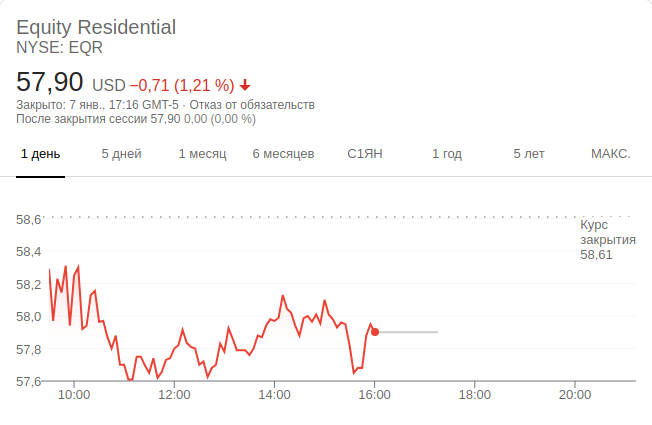 Equity Residential
NYSE: EQR
57,90 USD −0,71 (1,21 %)
Закрыто: 7 янв., 17:16 GMT-5 · Отказ от обязательств
После закрытия сессии 57,90 0,00 (0,00 %)
1 день 5 дней 1 месяц 6 месяцев С1ЯН 1 год 5 лет МАКС.
58,6
Курс
закрытия
58,61
58,4
58,2
58,0
57,8
57,6
10:00 12:00 14:00 16:00 18:00 20:00